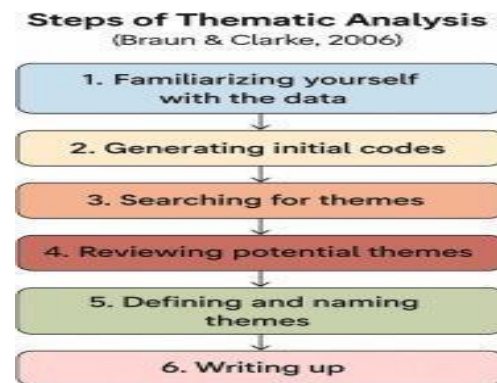 Steps of Thematic Analysis
(Braun & Clarke, 2006)
1. Familiarizing yourself
with the data
2. Generating initial codes
3. Searching for themes
4. Reviewing potential themes
5. Defining and naming
themes
6. Writing up